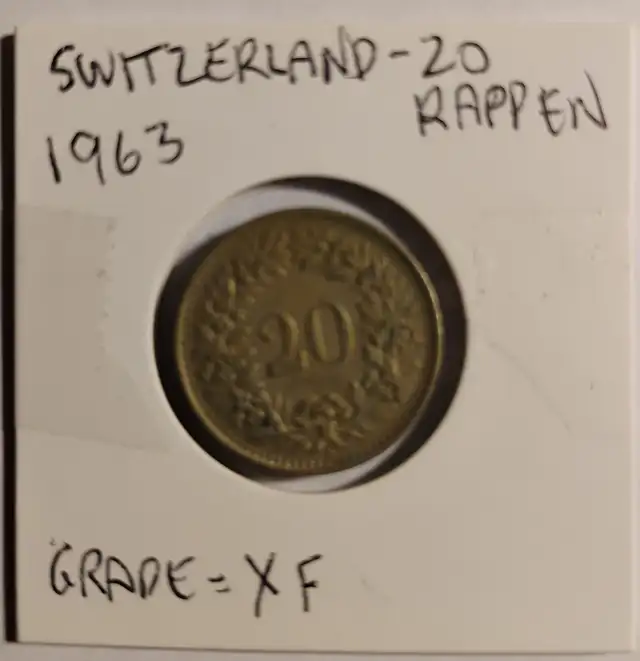 SWITZERLAND - 20
RAPPEN
1963
20
GRADE = XF